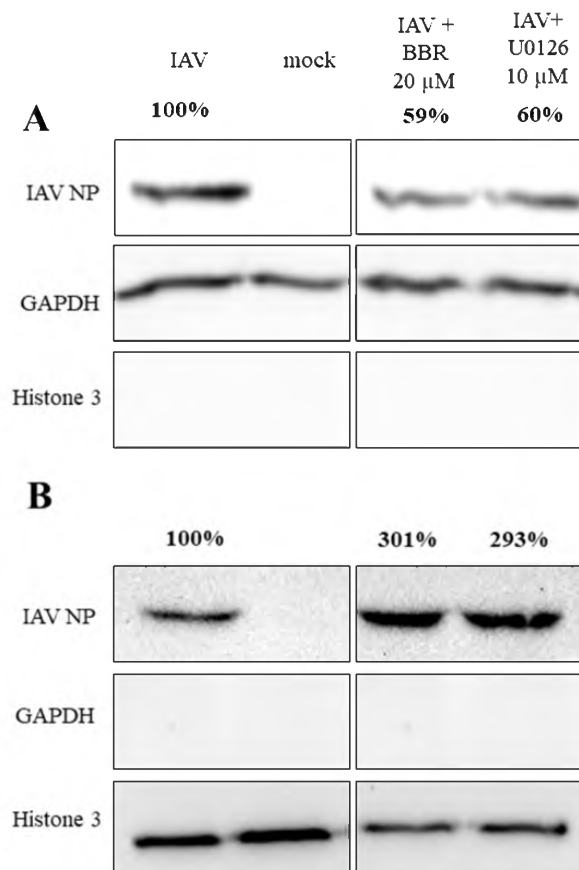 IAV
mock
IAV +
BBR
20 µM
IAV+
U0126
10 µM
A
100%
59%
60%
IAV NP
GAPDH
Histone 3
B
100%
301%
293%
IAV NP
GAPDH
Histone 3